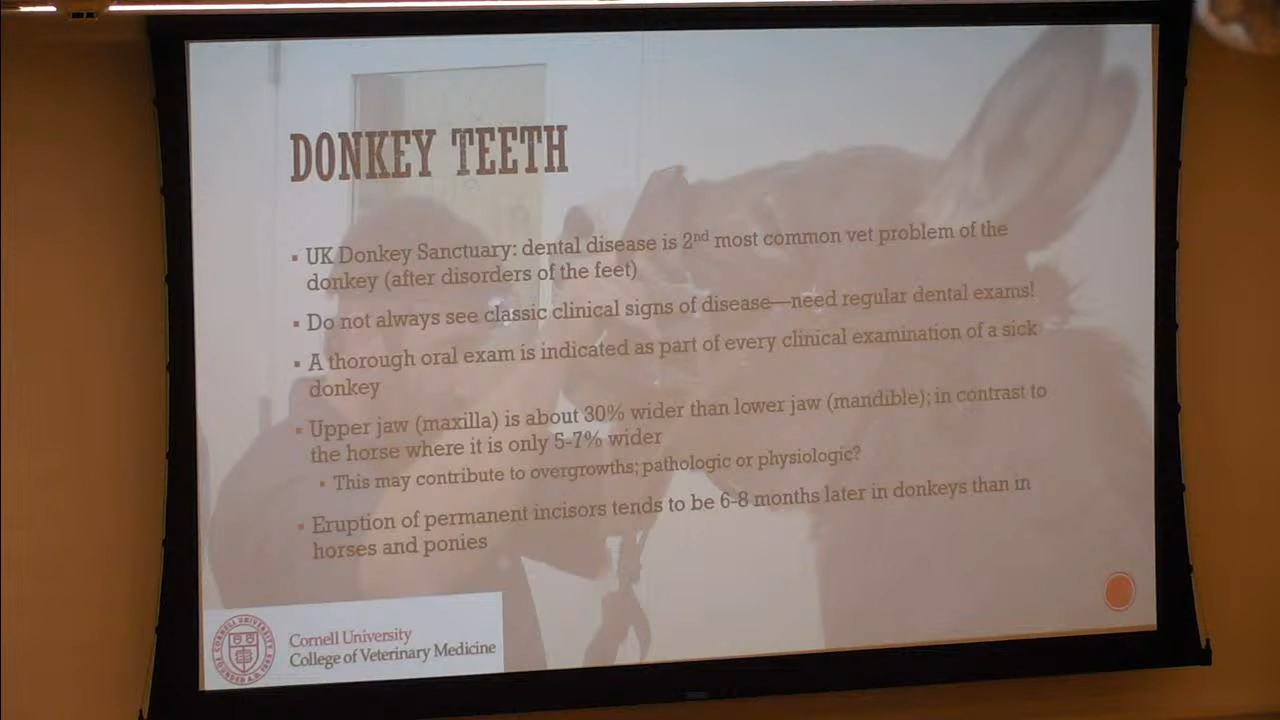 DONKEY TEETH
▪ UK Donkey Sanctuary: dental disease is 2nd most common vet problem of the
donkey (after disorders of the feet)
▪ Do not always see classic clinical signs of disease—need regular dental exams!
▪ A thorough oral exam is indicated as part of every clinical examination of a sick
donkey
▪ Upper jaw (maxilla) is about 30% wider than lower jaw (mandible); in contrast to
the horse where it is only 5-7% wider
▪ This may contribute to overgrowths; pathologic or physiologic?
▪ Eruption of permanent incisors tends to be 6-8 months later in donkeys than in
horses and ponies
Cornell University
College of Veterinary Medicine